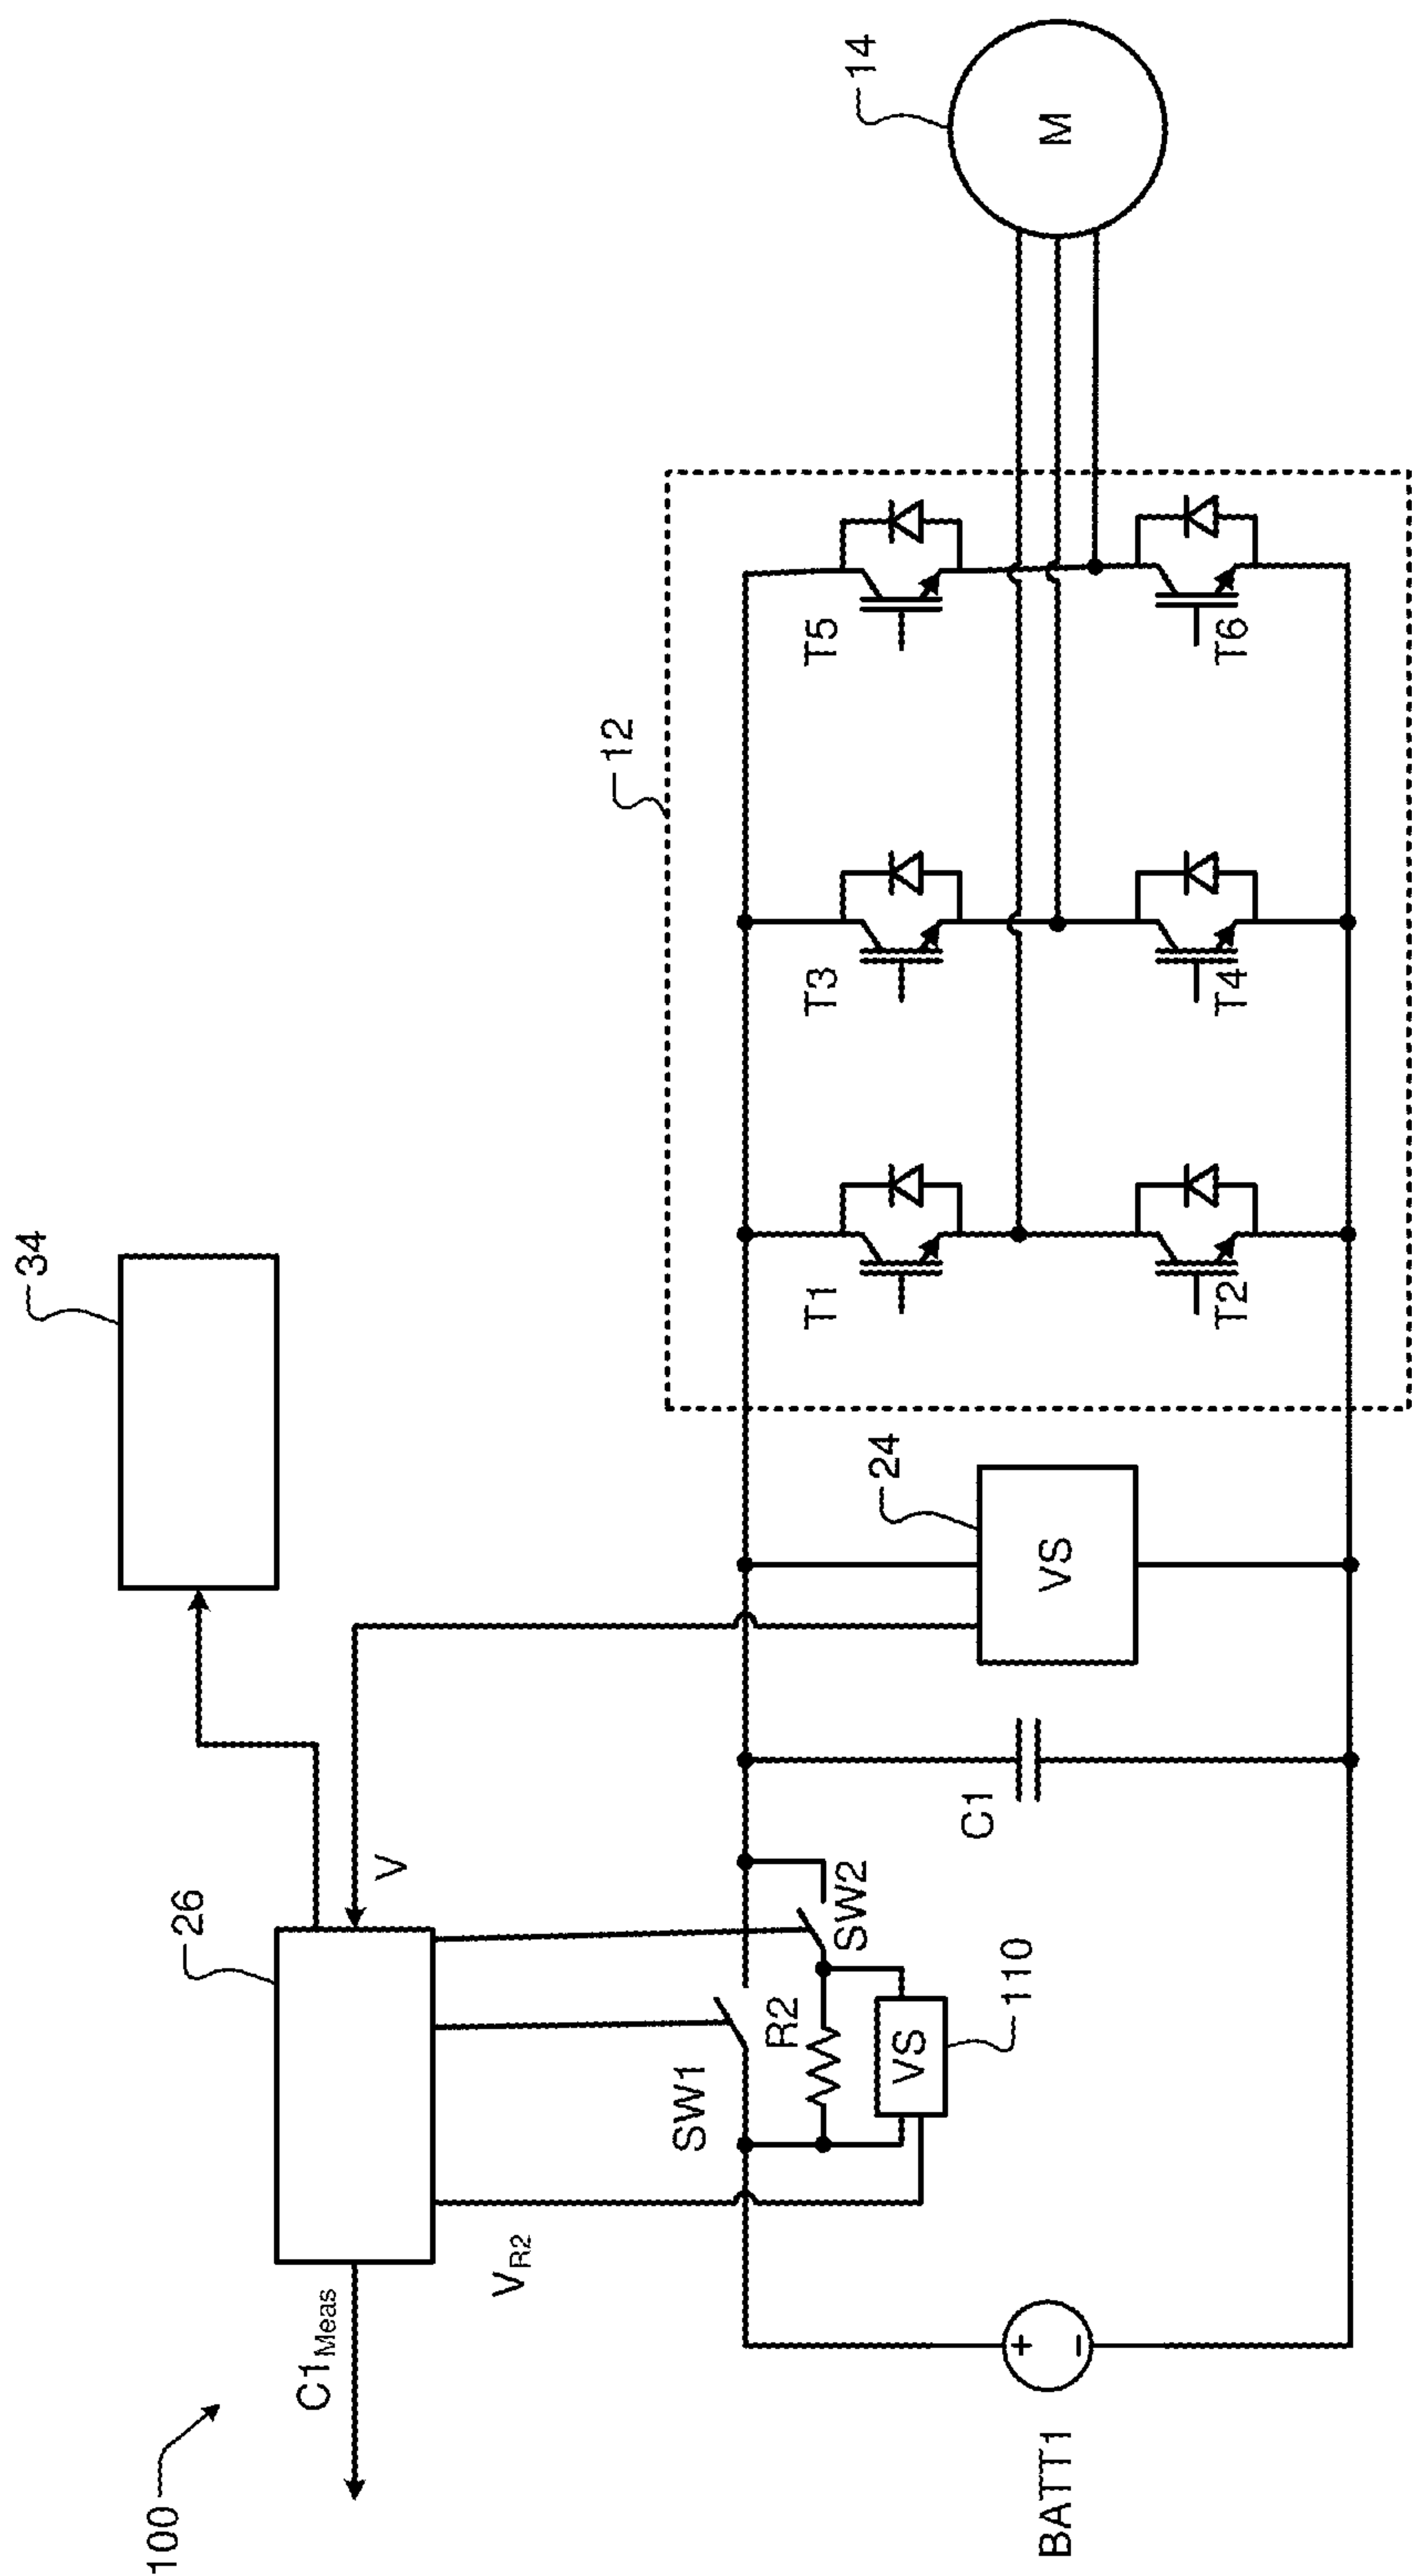 100
C1Meas
26
34
V
VR2
SW1
R2
SW2
VS
110
BATT1
+
–
C1
24
VS
12
T1
T3
T5
T2
T4
T6
14
M